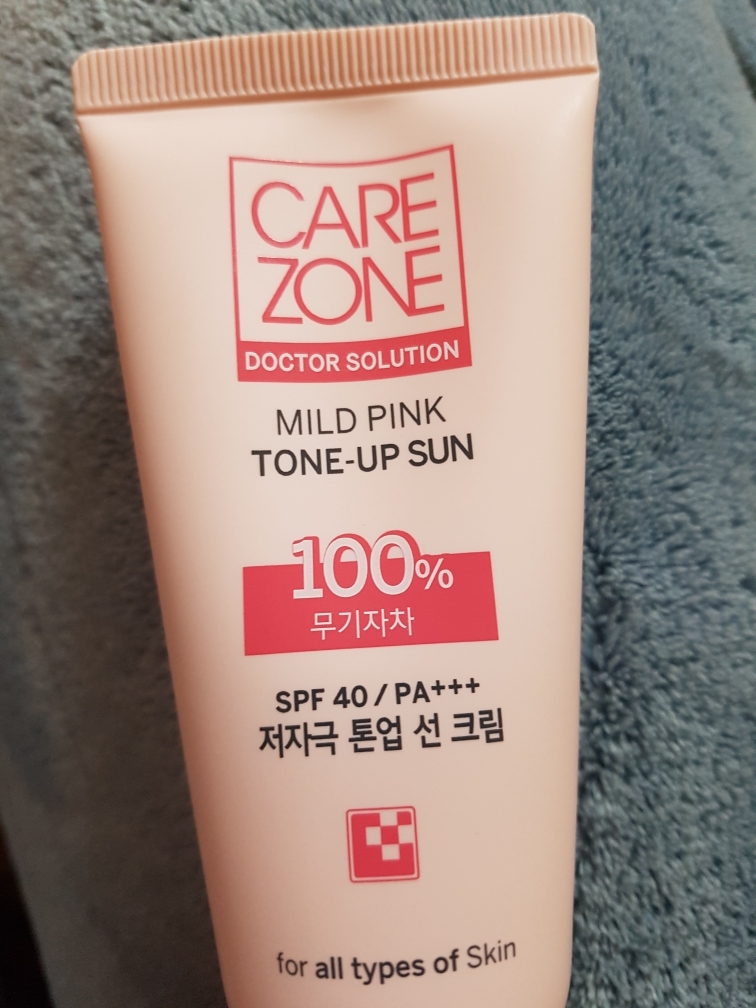 CARE
ZONE
DOCTOR SOLUTION
MILD PINK
TONE-UP SUN
100%
무기자차
SPF 40 / PA+++
저자극 톤업 선 크림
for all types of Skin